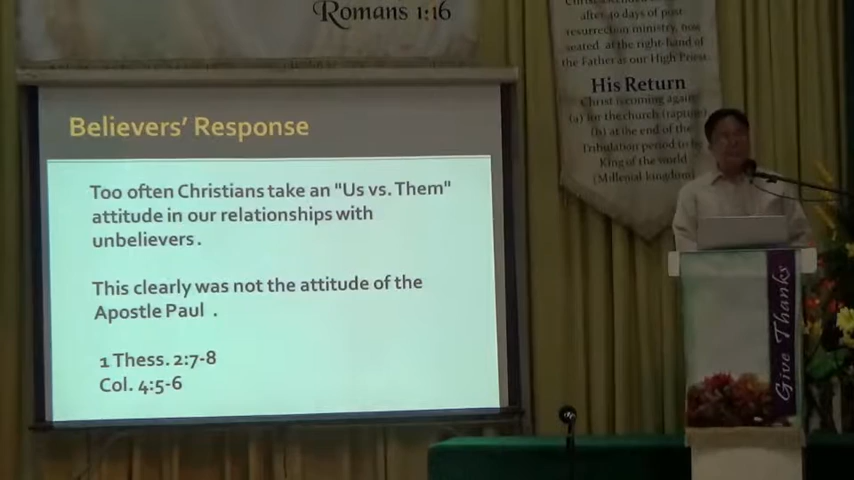 Romans 1:16
Believers' Response
Too often Christians take an "Us vs. Them"
attitude in our relationships with
unbelievers.
This clearly was not the attitude of the
Apostle Paul .
1 Thess. 2:7-8
Col. 4:5-6
after 40 days of post-
resurrection ministry, now
seated at the right-hand of
the Father as our High Priest
His Return
Christ is coming again
(a) for the church (rapture)
(b) at the end of the
Tribulation period to be
King of the world
(Millenial kingdom)
Give Thanks